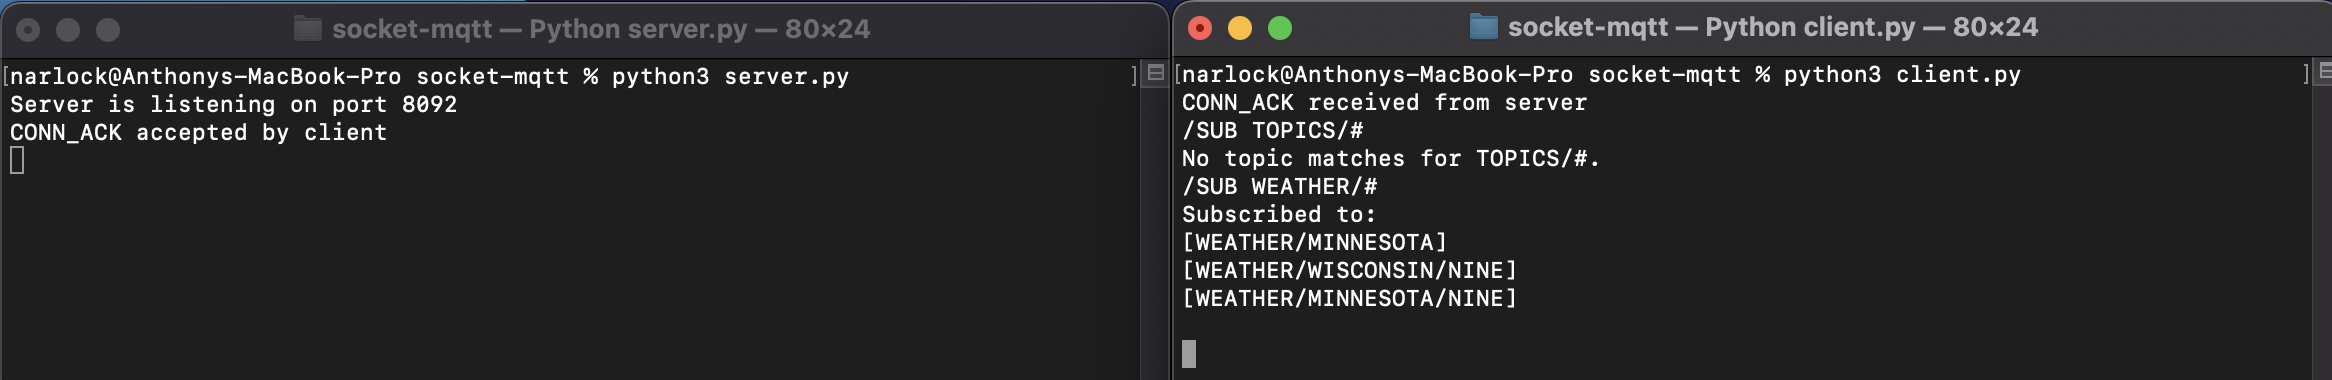 socket-mqtt — Python server.py — 80×24
[narlock@Anthonys-MacBook-Pro socket-mqtt % python3 server.py ]
Server is listening on port 8092
CONN_ACK accepted by client
socket-mqtt — Python client.py — 80×24
[narlock@Anthonys-MacBook-Pro socket-mqtt % python3 client.py ]
CONN_ACK received from server
/SUB TOPICS/#
No topic matches for TOPICS/#.
/SUB WEATHER/#
Subscribed to:
[WEATHER/MINNESOTA]
[WEATHER/WISCONSIN/NINE]
[WEATHER/MINNESOTA/NINE]